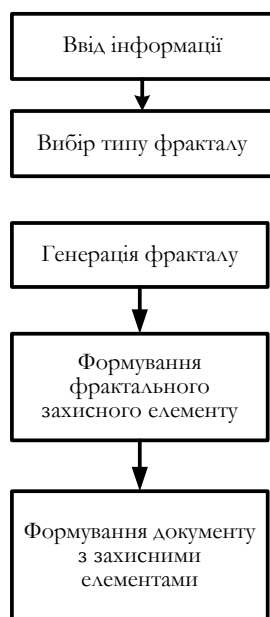 Ввід інформації
Вибір типу фракталу
Генерація фракталу
Формування
фрактального
захисного елементу
Формування документу
з захисними
елементами